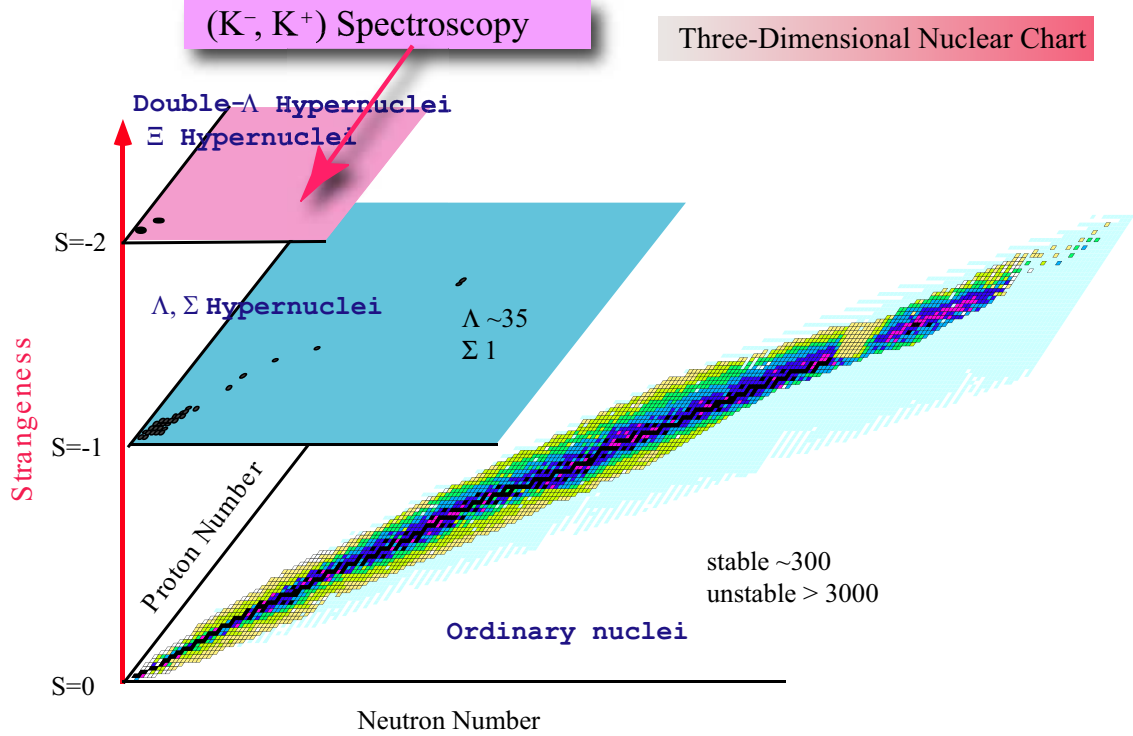 (K⁻, K⁺) Spectroscopy
Three-Dimensional Nuclear Chart
Double-Λ Hypernuclei
Ξ Hypernuclei
S=-2
Λ, Σ Hypernuclei
Λ ~35
Σ 1
S=-1
Strangeness
Proton Number
stable ~300
unstable > 3000
Ordinary nuclei
S=0
Neutron Number